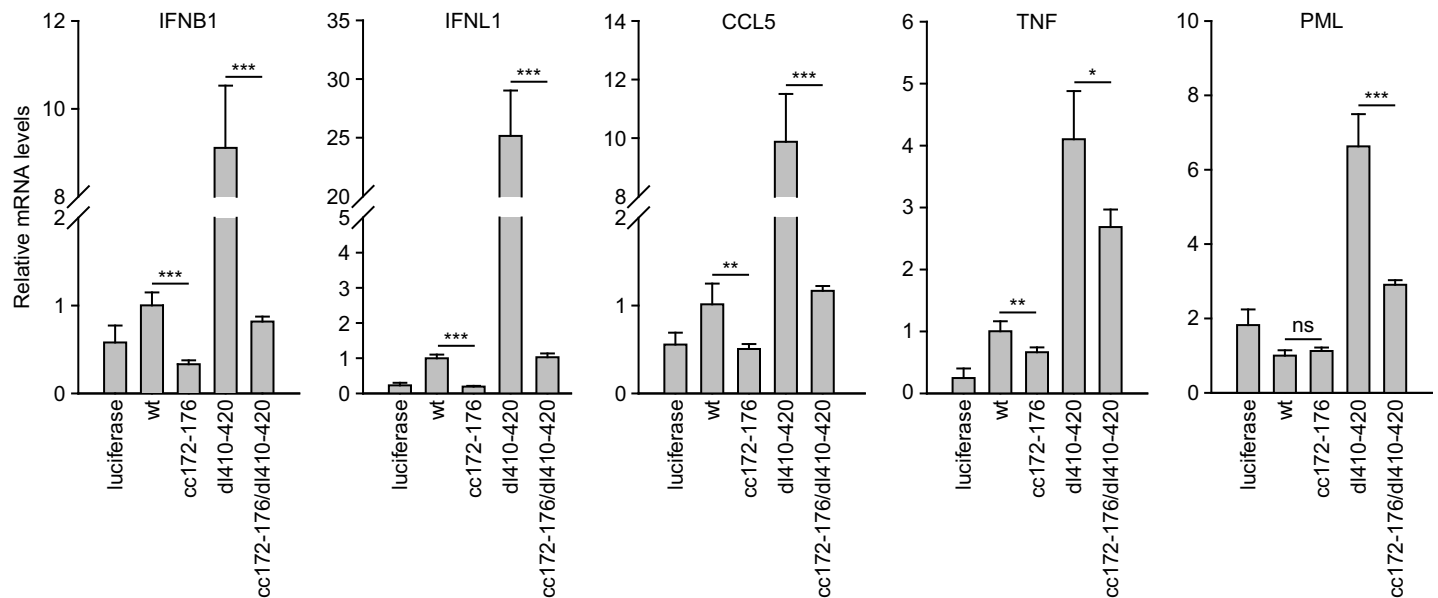 IFNB1
IFNL1
CCL5
TNF
PML
Relative mRNA levels
12
10
8
2
1
0
***
***
luciferase
wt
cc172-176
dl410-420
cc172-176/dl410-420
35
30
25
20
5
4
3
2
1
0
***
***
luciferase
wt
cc172-176
dl410-420
cc172-176/dl410-420
14
12
10
8
2
1
0
***
**
luciferase
wt
cc172-176
dl410-420
cc172-176/dl410-420
6
5
4
3
2
1
0
*
**
luciferase
wt
cc172-176
dl410-420
cc172-176/dl410-420
10
8
6
4
2
0
***
ns
luciferase
wt
cc172-176
dl410-420
cc172-176/dl410-420